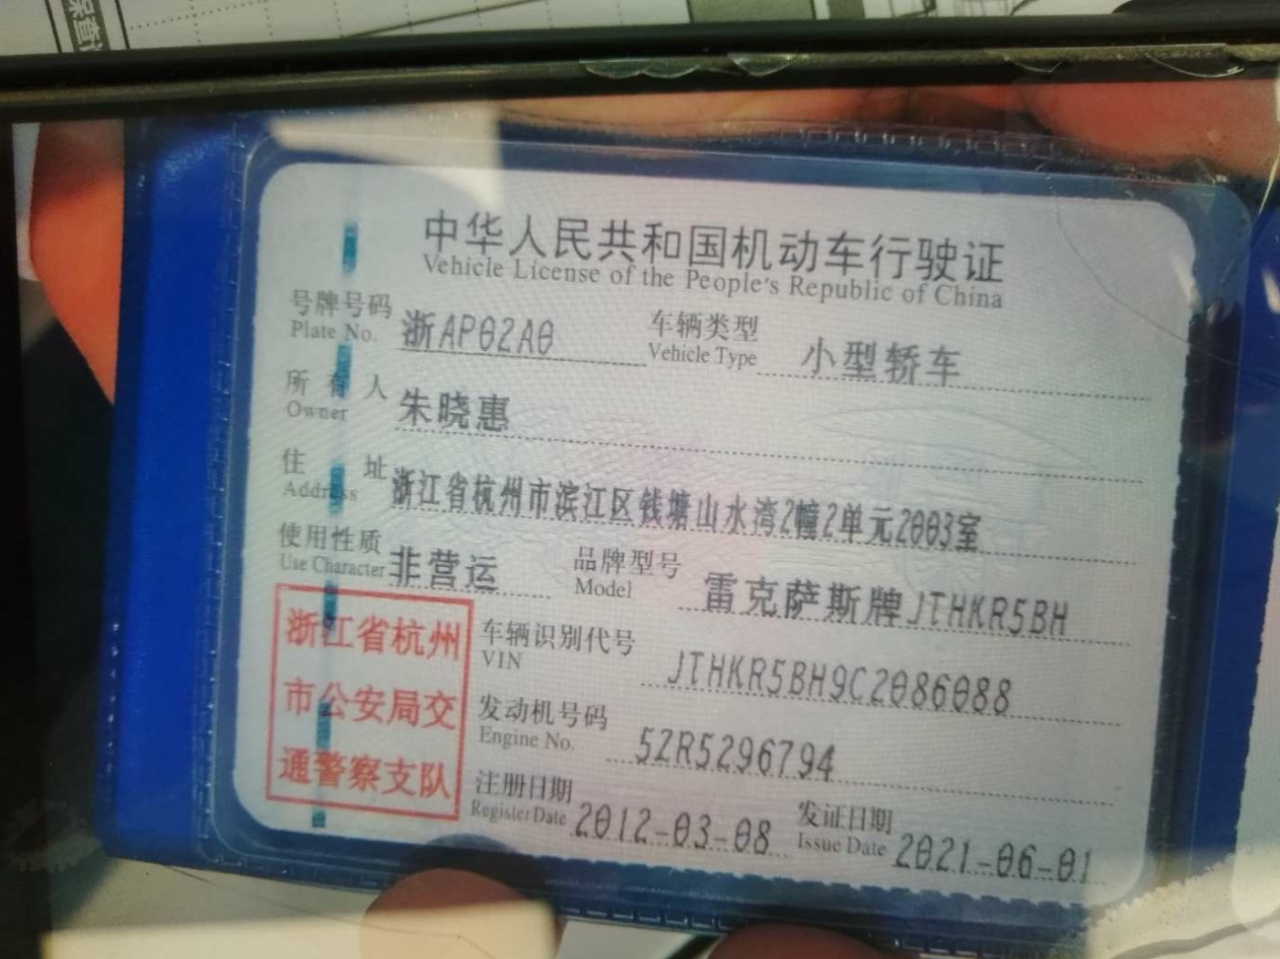 中华人民共和国机动车行驶证
Vehicle License of the People's Republic of China
号牌号码 浙AP02A0 车辆类型 小型轿车
Plate No. Vehicle Type
所有人 朱晓惠
Owner
住址 浙江省杭州市滨江区钱塘山水湾2幢2单元2003室
Address
使用性质 非营运 品牌型号 雷克萨斯牌JTHKR5BH
Use Character Model
浙江省杭州
市公安局交
通警察支队
车辆识别代号 JTHKR5BH9C2086088
VIN
发动机号码 5ZR5296794
Engine No.
注册日期 2012-03-08 发证日期 2021-06-01
Register Date Issue Date